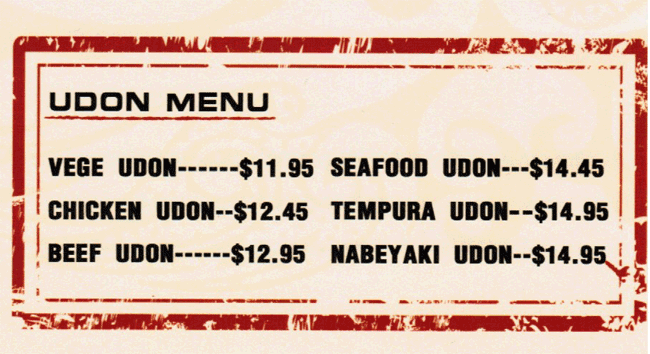 UDON MENU
VEGE UDON------$11.95 SEAFOOD UDON---$14.45
CHICKEN UDON--$12.45 TEMPURA UDON--$14.95
BEEF UDON------$12.95 NABEYAKI UDON--$14.95